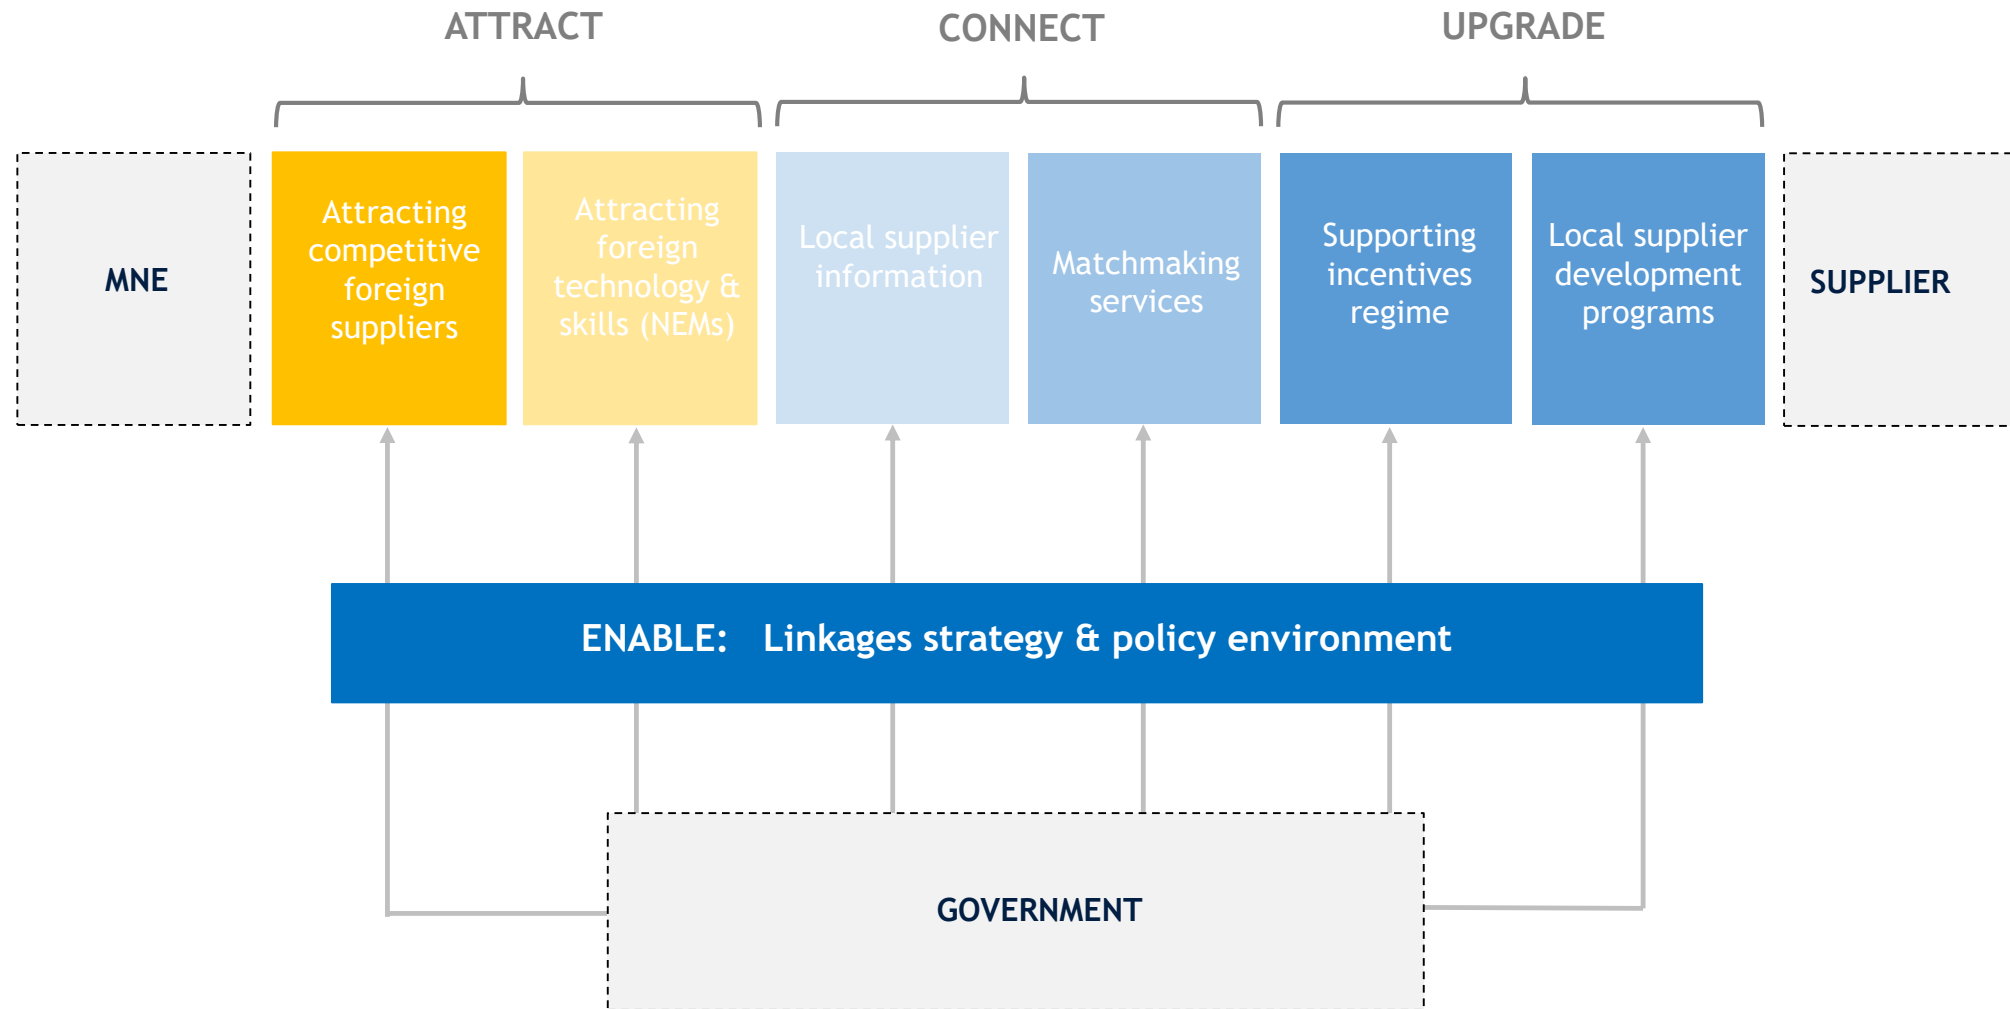 ATTRACT
CONNECT
UPGRADE
MNE
Attracting
competitive
foreign
suppliers
Attracting
foreign
technology &
skills (NEMs)
Local supplier
information
Matchmaking
services
Supporting
incentives
regime
Local supplier
development
programs
SUPPLIER
ENABLE: Linkages strategy & policy environment
GOVERNMENT